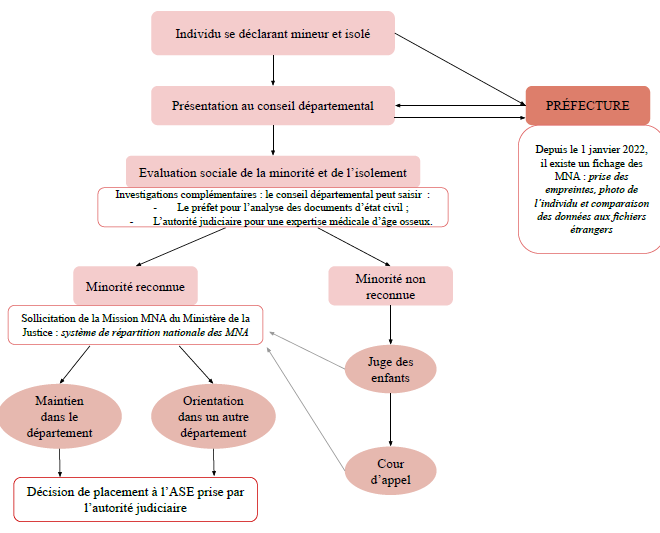 Individu se déclarant mineur et isolé
Présentation au conseil départemental
PRÉFECTURE
Depuis le 1 janvier 2022,
il existe un fichage des
MNA : prise des
empreintes, photo de
l'individu et comparaison
des données aux fichiers
étrangers
Evaluation sociale de la minorité et de l'isolement
Investigations complémentaires : le conseil départemental peut saisir :
- Le préfet pour l'analyse des documents d'état civil ;
- L'autorité judiciaire pour une expertise médicale d'âge osseux.
Minorité reconnue
Minorité non
reconnue
Sollicitation de la Mission MNA du Ministère de la
Justice : système de répartition nationale des MNA
Juge des
enfants
Maintien
dans le
département
Orientation
dans un autre
département
Cour
d'appel
Décision de placement à l'ASE prise par
l'autorité judiciaire